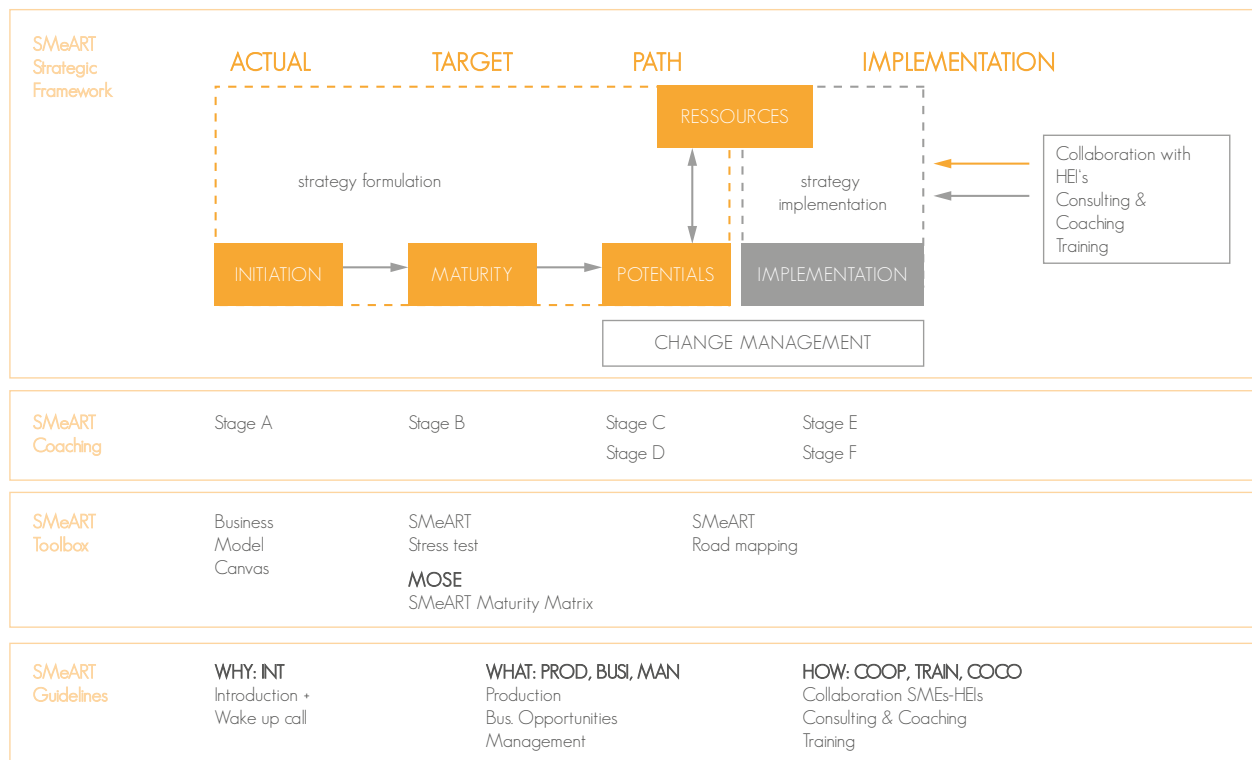 SMeART
Strategic
Framework
ACTUAL
TARGET
PATH
IMPLEMENTATION
RESSOURCES
strategy formulation
strategy
implementation
Collaboration with
HEI's
Consulting &
Coaching
Training
INITIATION
MATURITY
POTENTIALS
IMPLEMENTATION
CHANGE MANAGEMENT
SMeART
Coaching
Stage A
Stage B
Stage C
Stage D
Stage E
Stage F
SMeART
Toolbox
Business
Model
Canvas
SMeART
Stress test
MOSE
SMeART Maturity Matrix
SMeART
Road mapping
SMeART
Guidelines
WHY: INT
Introduction +
Wake up call
WHAT: PROD, BUSI, MAN
Production
Bus. Opportunities
Management
HOW: COOP, TRAIN, COCO
Collaboration SMEs-HEIs
Consulting & Coaching
Training